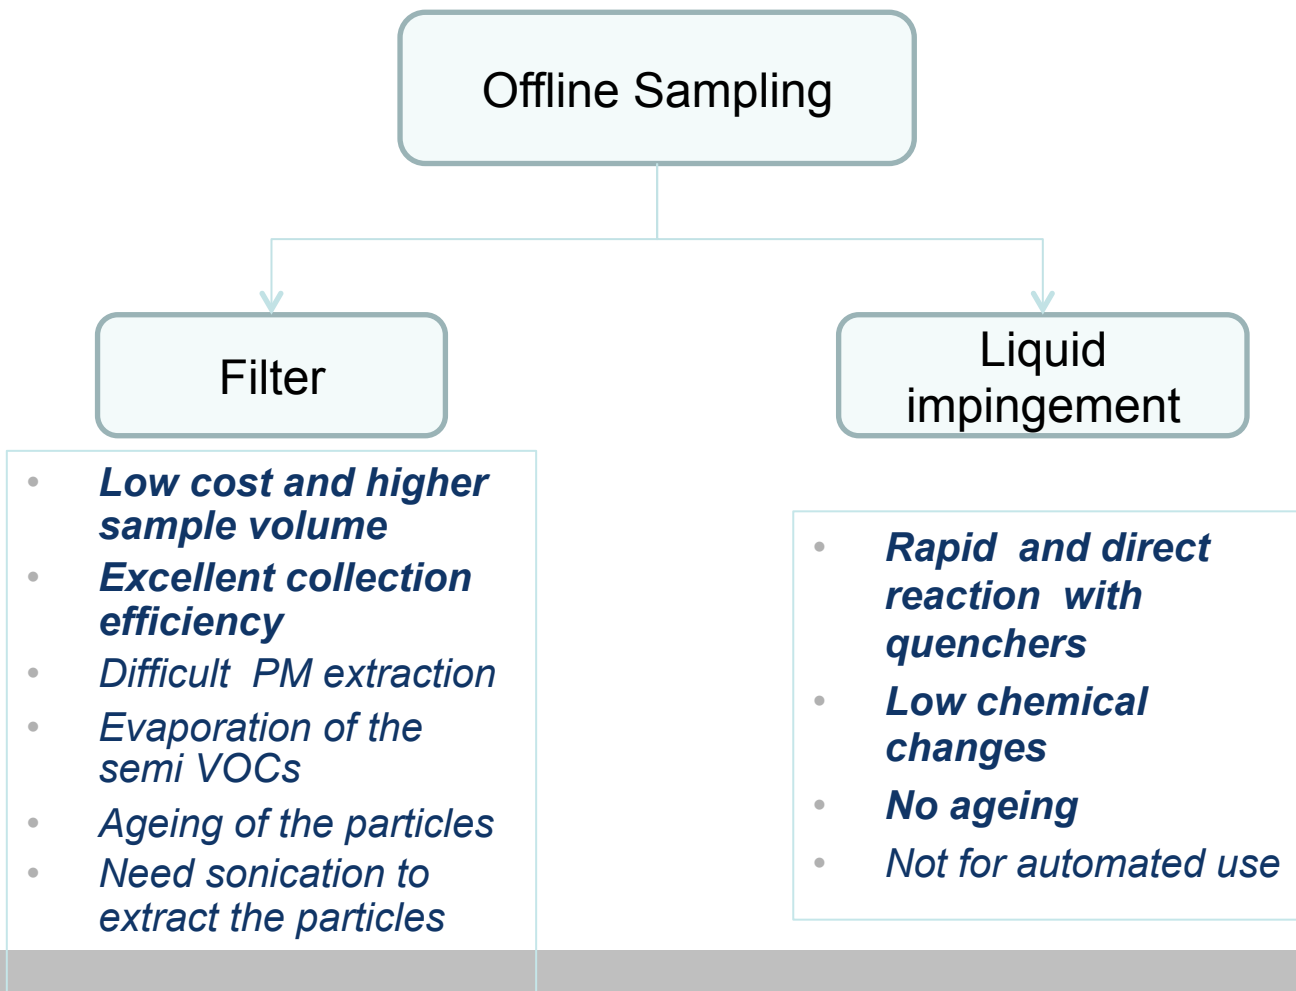 Offline Sampling
Filter
Liquid
impingement
• Low cost and higher
sample volume
• Excellent collection
efficiency
• Difficult PM extraction
• Evaporation of the
semi VOCs
• Ageing of the particles
• Need sonication to
extract the particles
• Rapid and direct
reaction with
quenchers
• Low chemical
changes
• No ageing
• Not for automated use